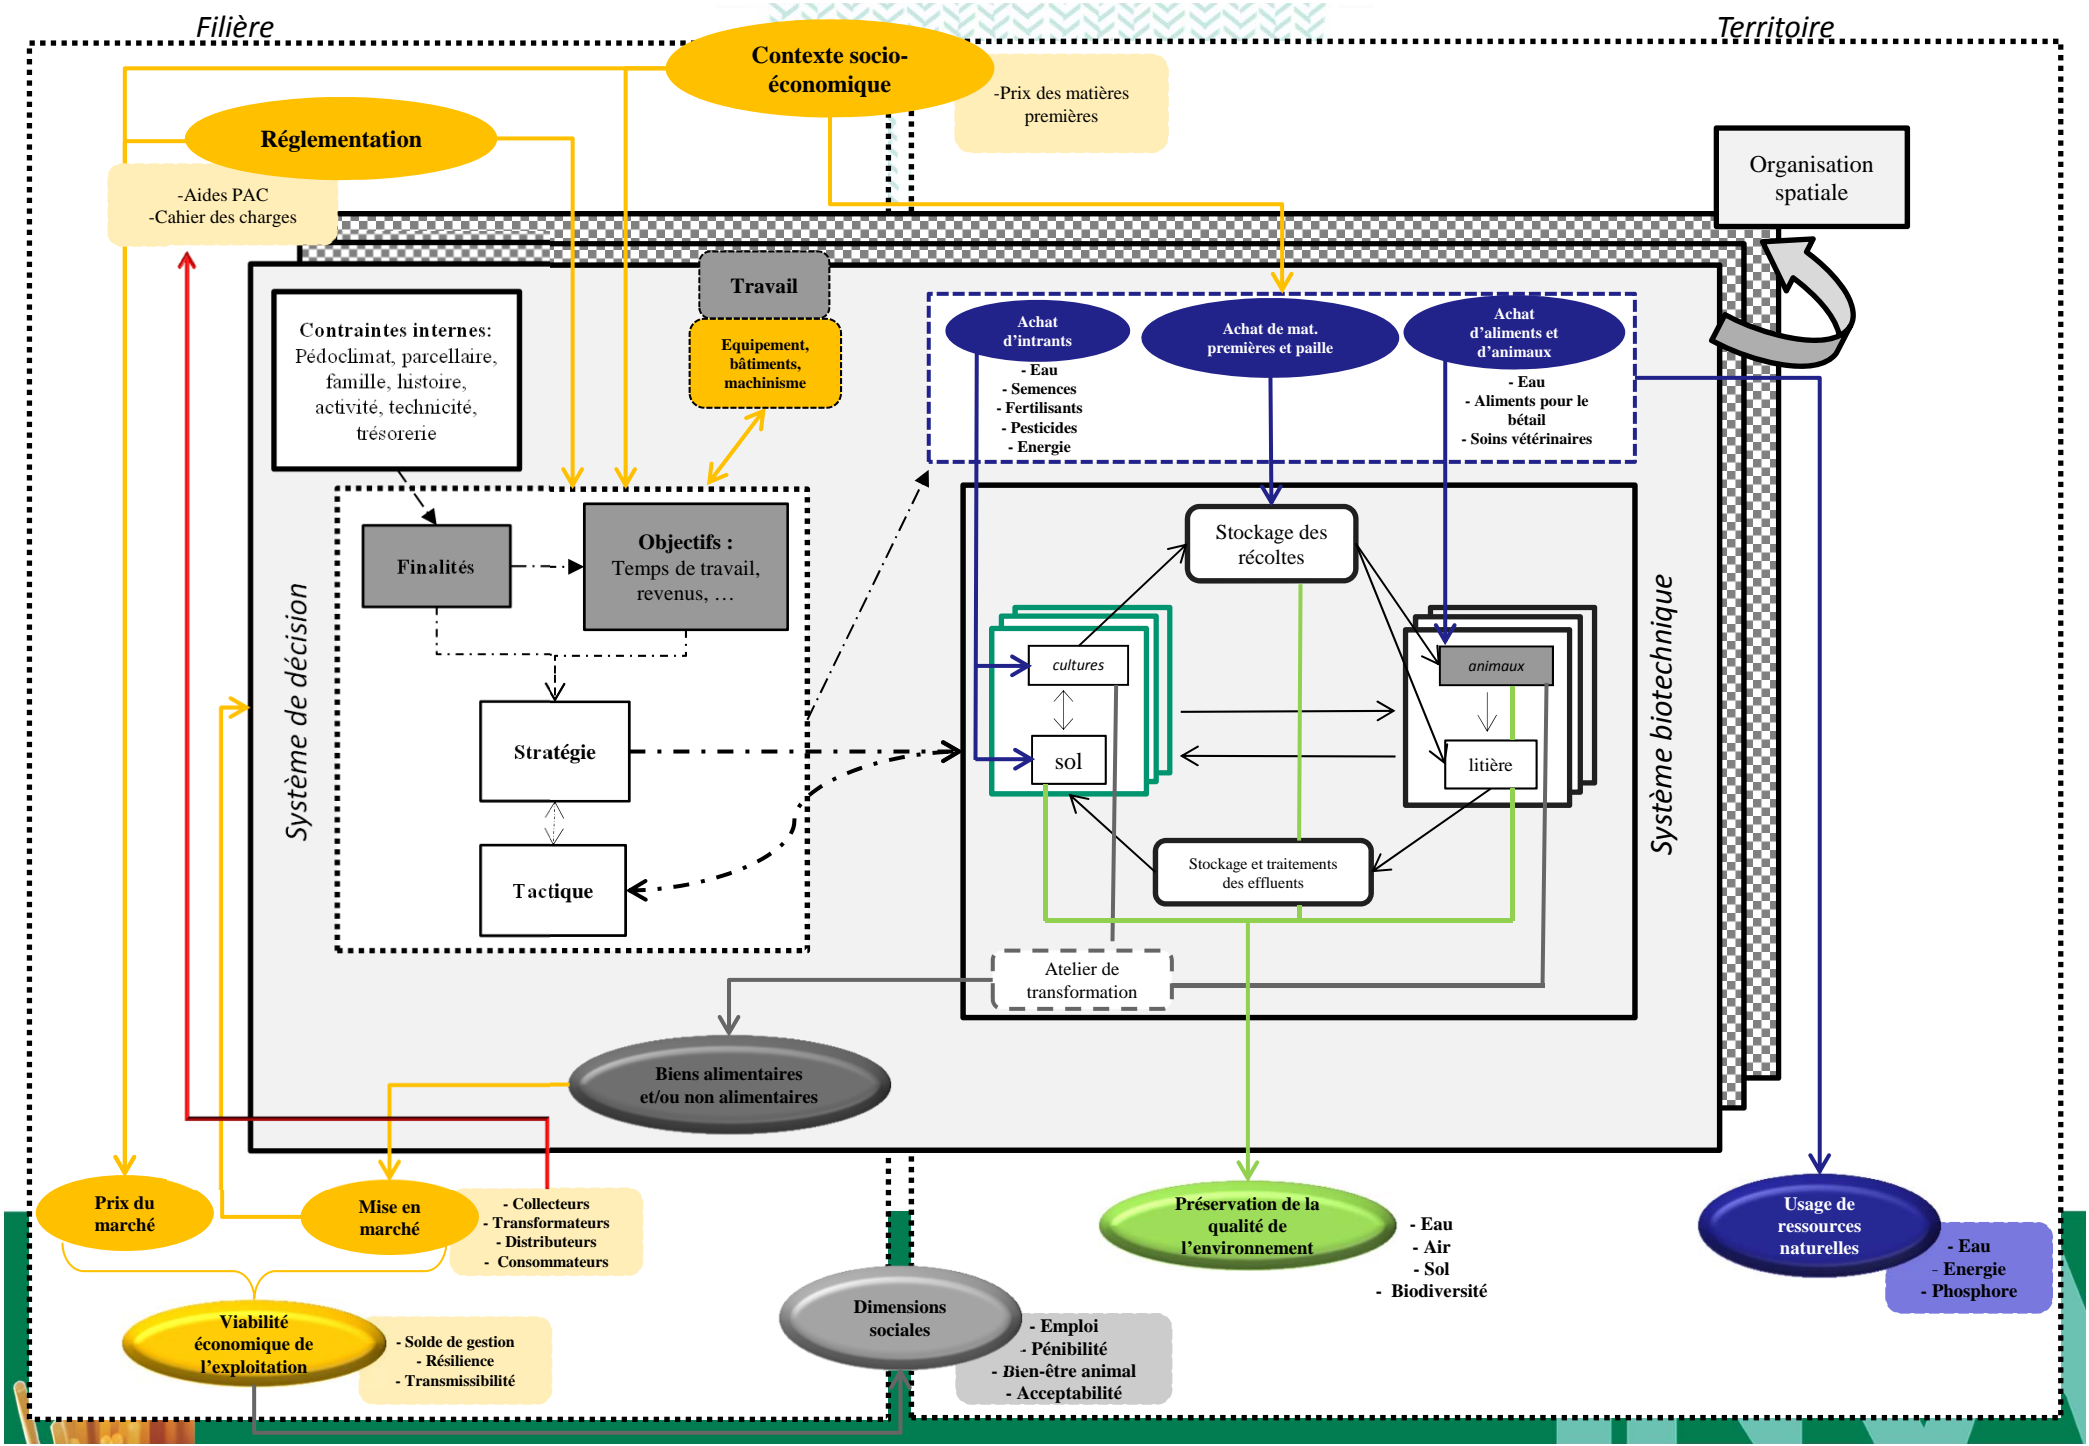 Filière
Territoire
Contexte socio-
économique
-Prix des matières
premières
Réglementation
-Aides PAC
-Cahier des charges
Organisation
spatiale
Travail
Equipement,
bâtiments,
machinisme
Contraintes internes:
Pédoclimat, parcellaire,
famille, histoire,
activité, technicité,
trésorerie
Achat
d'intrants
- Eau
- Semences
- Fertilisants
- Pesticides
- Energie
Achat de mat.
premières et paille
Achat
d'aliments et
d'animaux
- Eau
- Aliments pour le
bétail
- Soins vétérinaires
Système de décision
Finalités
Objectifs :
Temps de travail,
revenus, …
Stratégie
Tactique
Stockage des
récoltes
cultures
sol
animaux
litière
Stockage et traitements
des effluents
Atelier de
transformation
Système biotechnique
Biens alimentaires
et/ou non alimentaires
Prix du
marché
Mise en
marché
- Collecteurs
- Transformateurs
- Distributeurs
- Consommateurs
Préservation de la
qualité de
l'environnement
- Eau
- Air
- Sol
- Biodiversité
Usage de
ressources
naturelles
- Eau
- Energie
- Phosphore
Viabilité
économique de
l'exploitation
- Solde de gestion
- Résilience
- Transmissibilité
Dimensions
sociales
- Emploi
- Pénibilité
- Bien-être animal
- Acceptabilité